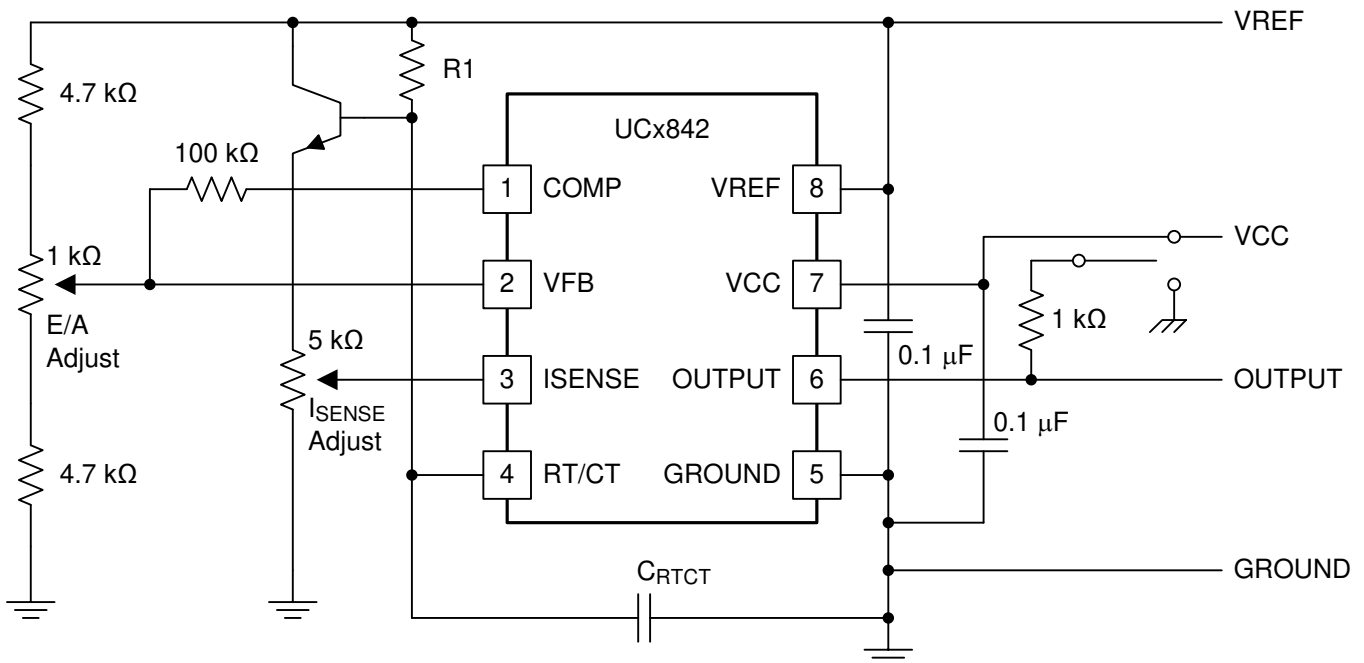 VREF
R1
4.7 kΩ
UCx842
100 kΩ
1
COMP
VREF
8
1 kΩ
VCC
2
VFB
VCC
7
E/A
Adjust
5 kΩ
0.1 μF
1 kΩ
3
ISENSE
OUTPUT
6
OUTPUT
ISENSE
Adjust
0.1 μF
4.7 kΩ
4
RT/CT
GROUND
5
CRTCT
GROUND